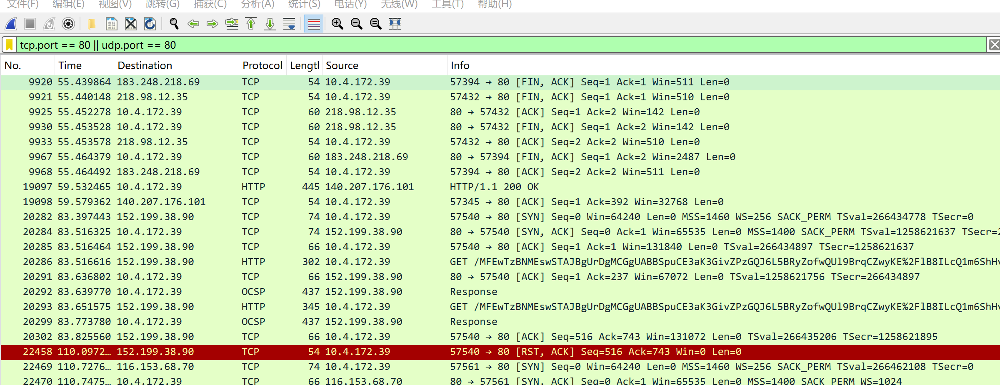 文件(F) 编辑(E) 视图(V) 跳转(G) 捕获(C) 分析(A) 统计(S) 电话(Y) 无线(W) 工具(T) 帮助(H)
tcp.port == 80 || udp.port == 80
No. Time Destination Protocol Length Source Info
9920 55.439864 183.248.218.69 TCP 54 10.4.172.39 57394 → 80 [FIN, ACK] Seq=1 Ack=1 Win=511 Len=0
9921 55.440148 218.98.12.35 TCP 54 10.4.172.39 57432 → 80 [FIN, ACK] Seq=1 Ack=1 Win=510 Len=0
9925 55.452278 10.4.172.39 TCP 60 218.98.12.35 80 → 57432 [ACK] Seq=1 Ack=2 Win=142 Len=0
9930 55.453528 10.4.172.39 TCP 60 218.98.12.35 80 → 57432 [FIN, ACK] Seq=1 Ack=2 Win=142 Len=0
9933 55.453578 218.98.12.35 TCP 54 10.4.172.39 57432 → 80 [ACK] Seq=2 Ack=2 Win=510 Len=0
9967 55.464379 10.4.172.39 TCP 60 183.248.218.69 80 → 57394 [FIN, ACK] Seq=1 Ack=2 Win=2487 Len=0
9968 55.464492 183.248.218.69 TCP 54 10.4.172.39 57394 → 80 [ACK] Seq=2 Ack=2 Win=511 Len=0
19097 59.532465 10.4.172.39 HTTP 445 140.207.176.101 HTTP/1.1 200 OK
19098 59.579362 140.207.176.101 TCP 54 10.4.172.39 57345 → 80 [ACK] Seq=1 Ack=392 Win=32768 Len=0
20282 83.397443 152.199.38.90 TCP 74 10.4.172.39 57540 → 80 [SYN] Seq=0 Win=64240 Len=0 MSS=1460 WS=256 SACK_PERM TSval=266434778 TSecr=0
20284 83.516325 10.4.172.39 TCP 74 152.199.38.90 80 → 57540 [SYN, ACK] Seq=0 Ack=1 Win=65535 Len=0 MSS=1400 SACK_PERM TSval=1258621637 TSecr=2
20285 83.516464 152.199.38.90 TCP 66 10.4.172.39 57540 → 80 [ACK] Seq=1 Ack=1 Win=131840 Len=0 TSval=266434897 TSecr=1258621637
20286 83.516616 152.199.38.90 HTTP 302 10.4.172.39 GET /MFEwTzBNMEswSTAJBgUrDgMCGgUABBSpuCE3aK3GivZPzGQJ6L5BRyZofwQUl9BrqCZwyKE%2FlB8ILcQ1m6ShHv
20291 83.636802 10.4.172.39 TCP 66 152.199.38.90 80 → 57540 [ACK] Seq=1 Ack=237 Win=67072 Len=0 TSval=1258621756 TSecr=266434897
20292 83.639770 10.4.172.39 OCSP 437 152.199.38.90 Response
20293 83.651575 152.199.38.90 HTTP 345 10.4.172.39 GET /MFEwTzBNMEswSTAJBgUrDgMCGgUABBSpuCE3aK3GivZPzGQJ6L5BRyZofwQUl9BrqCZwyKE%2FlB8ILcQ1m6ShHv
20299 83.773780 10.4.172.39 OCSP 437 152.199.38.90 Response
20302 83.825560 152.199.38.90 TCP 66 10.4.172.39 57540 → 80 [ACK] Seq=516 Ack=743 Win=131072 Len=0 TSval=266435206 TSecr=1258621895
22458 110.0972… 152.199.38.90 TCP 54 10.4.172.39 57540 → 80 [RST, ACK] Seq=516 Ack=743 Win=0 Len=0
22469 110.7276… 116.153.68.70 TCP 74 10.4.172.39 57561 → 80 [SYN] Seq=0 Win=64240 Len=0 MSS=1460 WS=256 SACK_PERM TSval=266462108 TSecr=0
22470 110.7475… 10.4.172.39 TCP 66 116.153.68.70 80 → 57561 [SYN, ACK] Seq=0 Ack=1 Win=65535 Len=0 MSS=1400 SACK_PERM WS=1024